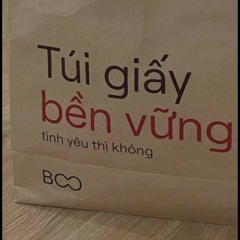 Túi giấy
bền vững
tình yêu thì không
BOO